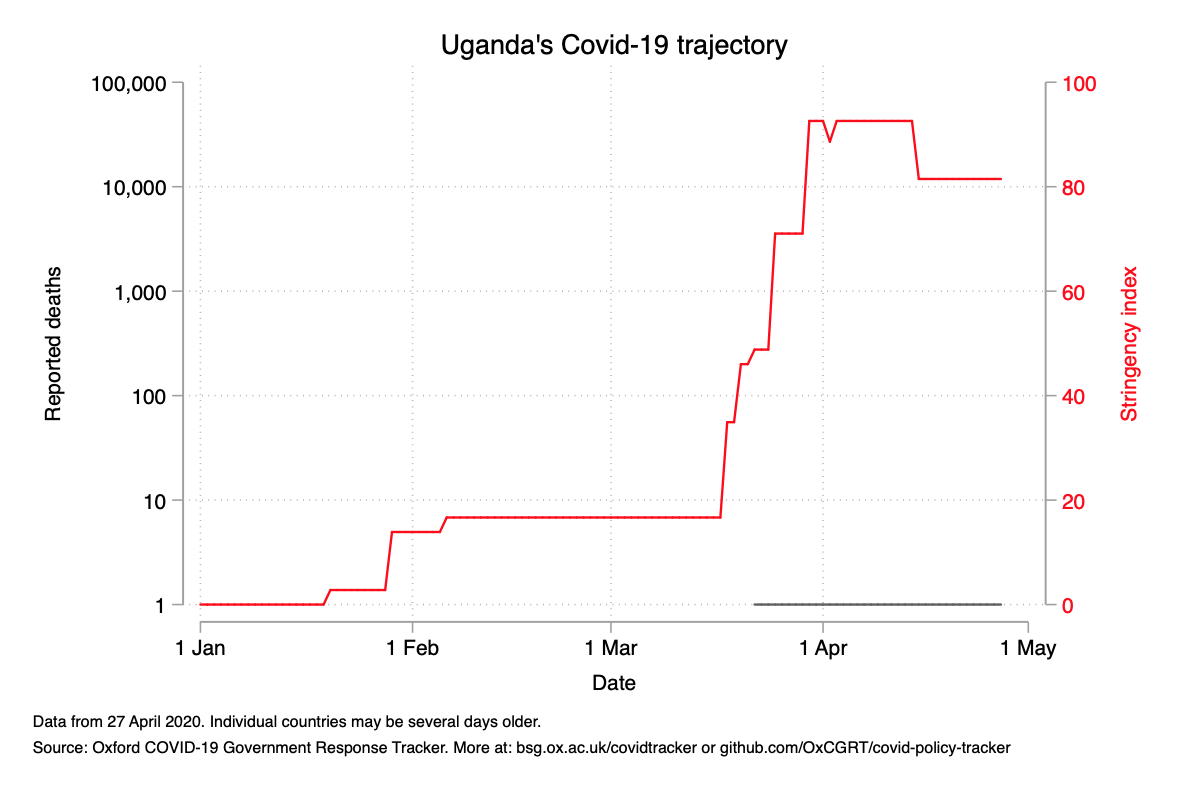 Uganda's Covid-19 trajectory
100,000
10,000
1,000
100
10
1
Reported deaths
100
80
60
40
20
0
Stringency index
1 Jan
1 Feb
1 Mar
1 Apr
1 May
Date
Data from 27 April 2020. Individual countries may be several days older.
Source: Oxford COVID-19 Government Response Tracker. More at: bsg.ox.ac.uk/covidtracker or github.com/OxCGRT/covid-policy-tracker